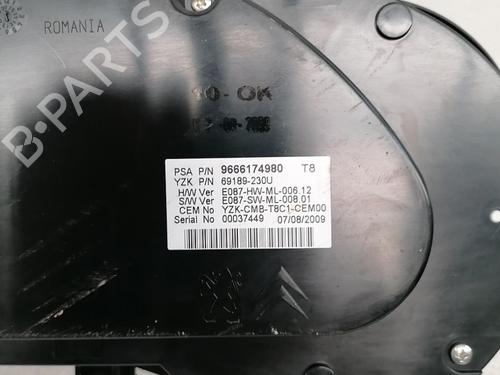 ROMANIA
B-PARTS
PSA P/N 9666174980 T8
YZK P/N 69189-230U
H/W Ver E087-HW-ML-006.12
S/W Ver E087-SW-ML-008.01
CEM No YZK-CMB-T8C1-CEM00
Serial No 00037449 07/08/2009